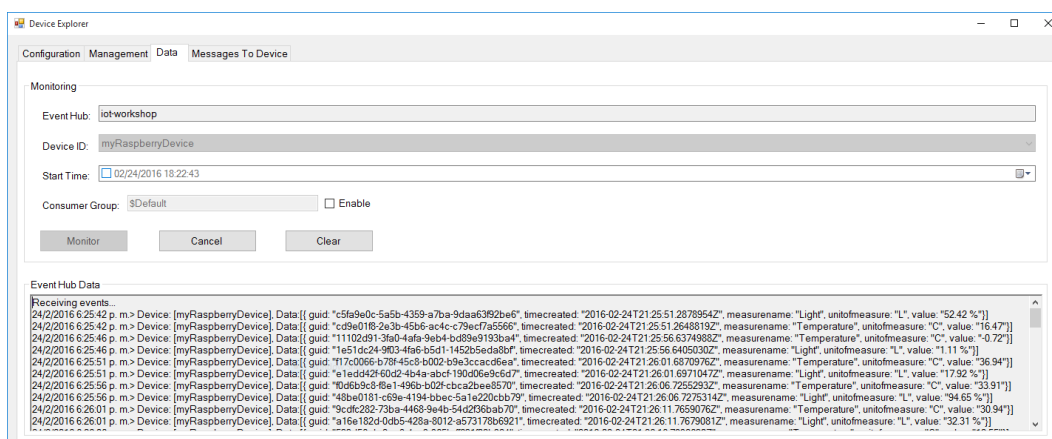 Device Explorer
Configuration Management Data Messages To Device
Monitoring
Event Hub: iot-workshop
Device ID: myRaspberryDevice
Start Time: 02/24/2016 18:22:43
Consumer Group: $Default Enable
Monitor Cancel Clear
Event Hub Data
Receiving events...
24/2/2016 6:25:42 p. m.> Device: [myRaspberryDevice], Data:[{ guid: "c5fa9e0c-5a5b-4359-a7ba-9daa63f92be6", timecreated: "2016-02-24T21:25:51.2878954Z", measurename: "Light", unitofmeasure: "L", value: "52.42 %"}]
24/2/2016 6:25:42 p. m.> Device: [myRaspberryDevice], Data:[{ guid: "cd9e01f8-2e3b-45b6-ac4c-c79ecf7a5566", timecreated: "2016-02-24T21:25:51.2648819Z", measurename: "Temperature", unitofmeasure: "C", value: "16.47"}]
24/2/2016 6:25:46 p. m.> Device: [myRaspberryDevice], Data:[{ guid: "11102d91-3fa0-4afa-9eb4-bd89e9193ba4", timecreated: "2016-02-24T21:25:56.6374988Z", measurename: "Temperature", unitofmeasure: "C", value: "-0.72"}]
24/2/2016 6:25:46 p. m.> Device: [myRaspberryDevice], Data:[{ guid: "1e51dc24-9f03-4fa6-b5d1-1452b5eda8bf", timecreated: "2016-02-24T21:25:56.6405030Z", measurename: "Light", unitofmeasure: "L", value: "1.11 %"}]
24/2/2016 6:25:51 p. m.> Device: [myRaspberryDevice], Data:[{ guid: "f17c0066-b78f-45c8-b002-b9e3ccacd6ea", timecreated: "2016-02-24T21:26:01.6870976Z", measurename: "Temperature", unitofmeasure: "C", value: "36.94"}]
24/2/2016 6:25:51 p. m.> Device: [myRaspberryDevice], Data:[{ guid: "e1edd42f-60d2-4b4a-abcf-190d06e9c6d7", timecreated: "2016-02-24T21:26:01.6971047Z", measurename: "Light", unitofmeasure: "L", value: "17.92 %"}]
24/2/2016 6:25:56 p. m.> Device: [myRaspberryDevice], Data:[{ guid: "f0d6b9c8-f8e1-496b-b02f-cbca2bee8570", timecreated: "2016-02-24T21:26:06.7255293Z", measurename: "Temperature", unitofmeasure: "C", value: "33.91"}]
24/2/2016 6:25:56 p. m.> Device: [myRaspberryDevice], Data:[{ guid: "48be0181-c69e-4194-bbec-5a1e220cbb79", timecreated: "2016-02-24T21:26:06.7275314Z", measurename: "Light", unitofmeasure: "L", value: "94.65 %"}]
24/2/2016 6:26:01 p. m.> Device: [myRaspberryDevice], Data:[{ guid: "9cdfc282-73ba-4468-9e4b-54d2f36bab70", timecreated: "2016-02-24T21:26:11.7659076Z", measurename: "Temperature", unitofmeasure: "C", value: "30.94"}]
24/2/2016 6:26:01 p. m.> Device: [myRaspberryDevice], Data:[{ guid: "a16e182d-0db5-428a-8012-a573178b6921", timecreated: "2016-02-24T21:26:11.7679081Z", measurename: "Light", unitofmeasure: "L", value: "32.31 %"}]